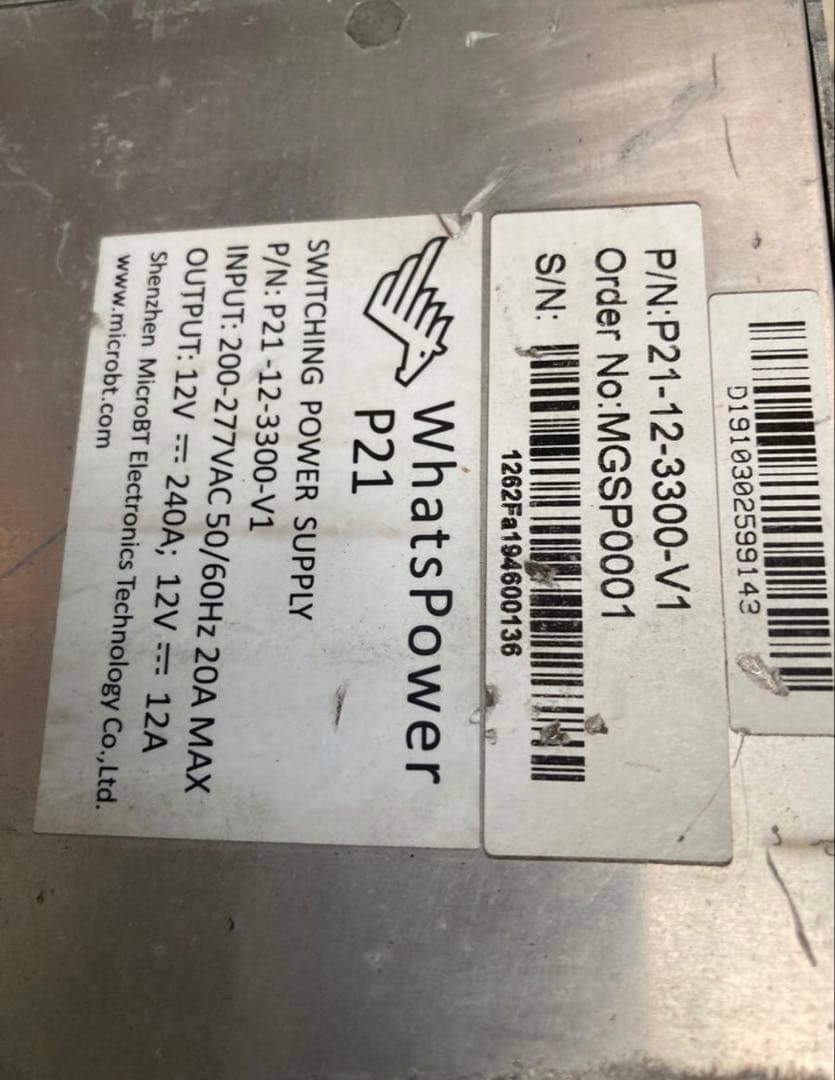 D1910302599143
P/N:P21-12-3300-V1
Order No:MGSP0001
S/N:
1262Fa194600136
WhatsPower
P21
SWITCHING POWER SUPPLY
P/N: P21-12-3300-V1
INPUT: 200-277VAC 50/60Hz 20A MAX
OUTPUT: 12V ⎓ 240A; 12V ⎓ 12A
Shenzhen MicroBT Electronics Technology Co.,Ltd.
www.microbt.com